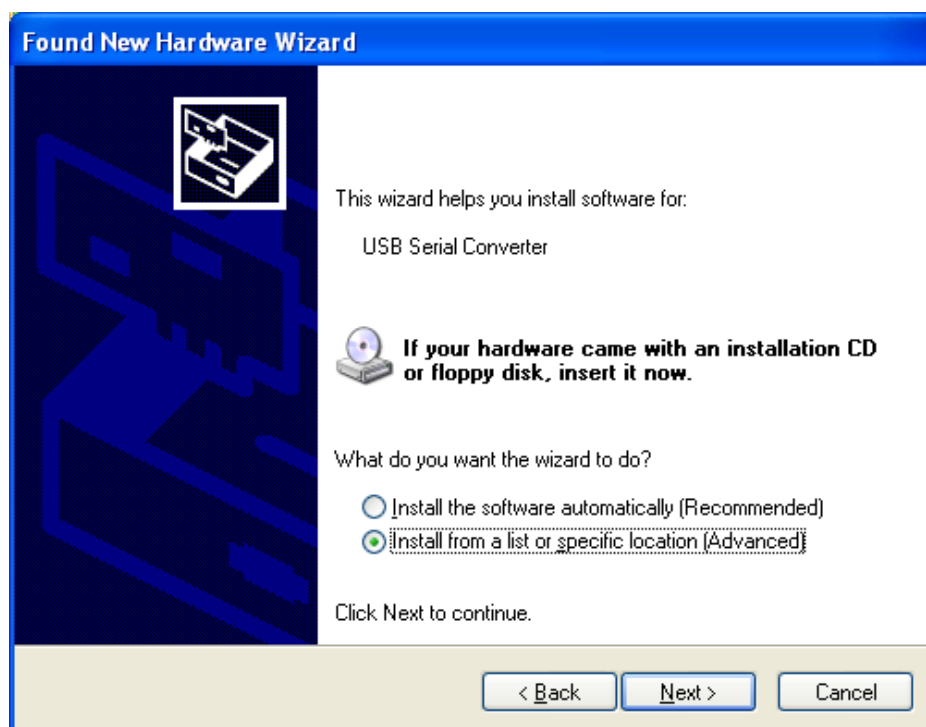 Found New Hardware Wizard
This wizard helps you install software for:
USB Serial Converter
If your hardware came with an installation CD
or floppy disk, insert it now.
What do you want the wizard to do?
Install the software automatically (Recommended)
Install from a list or specific location (Advanced)
Click Next to continue.
< Back
Next >
Cancel